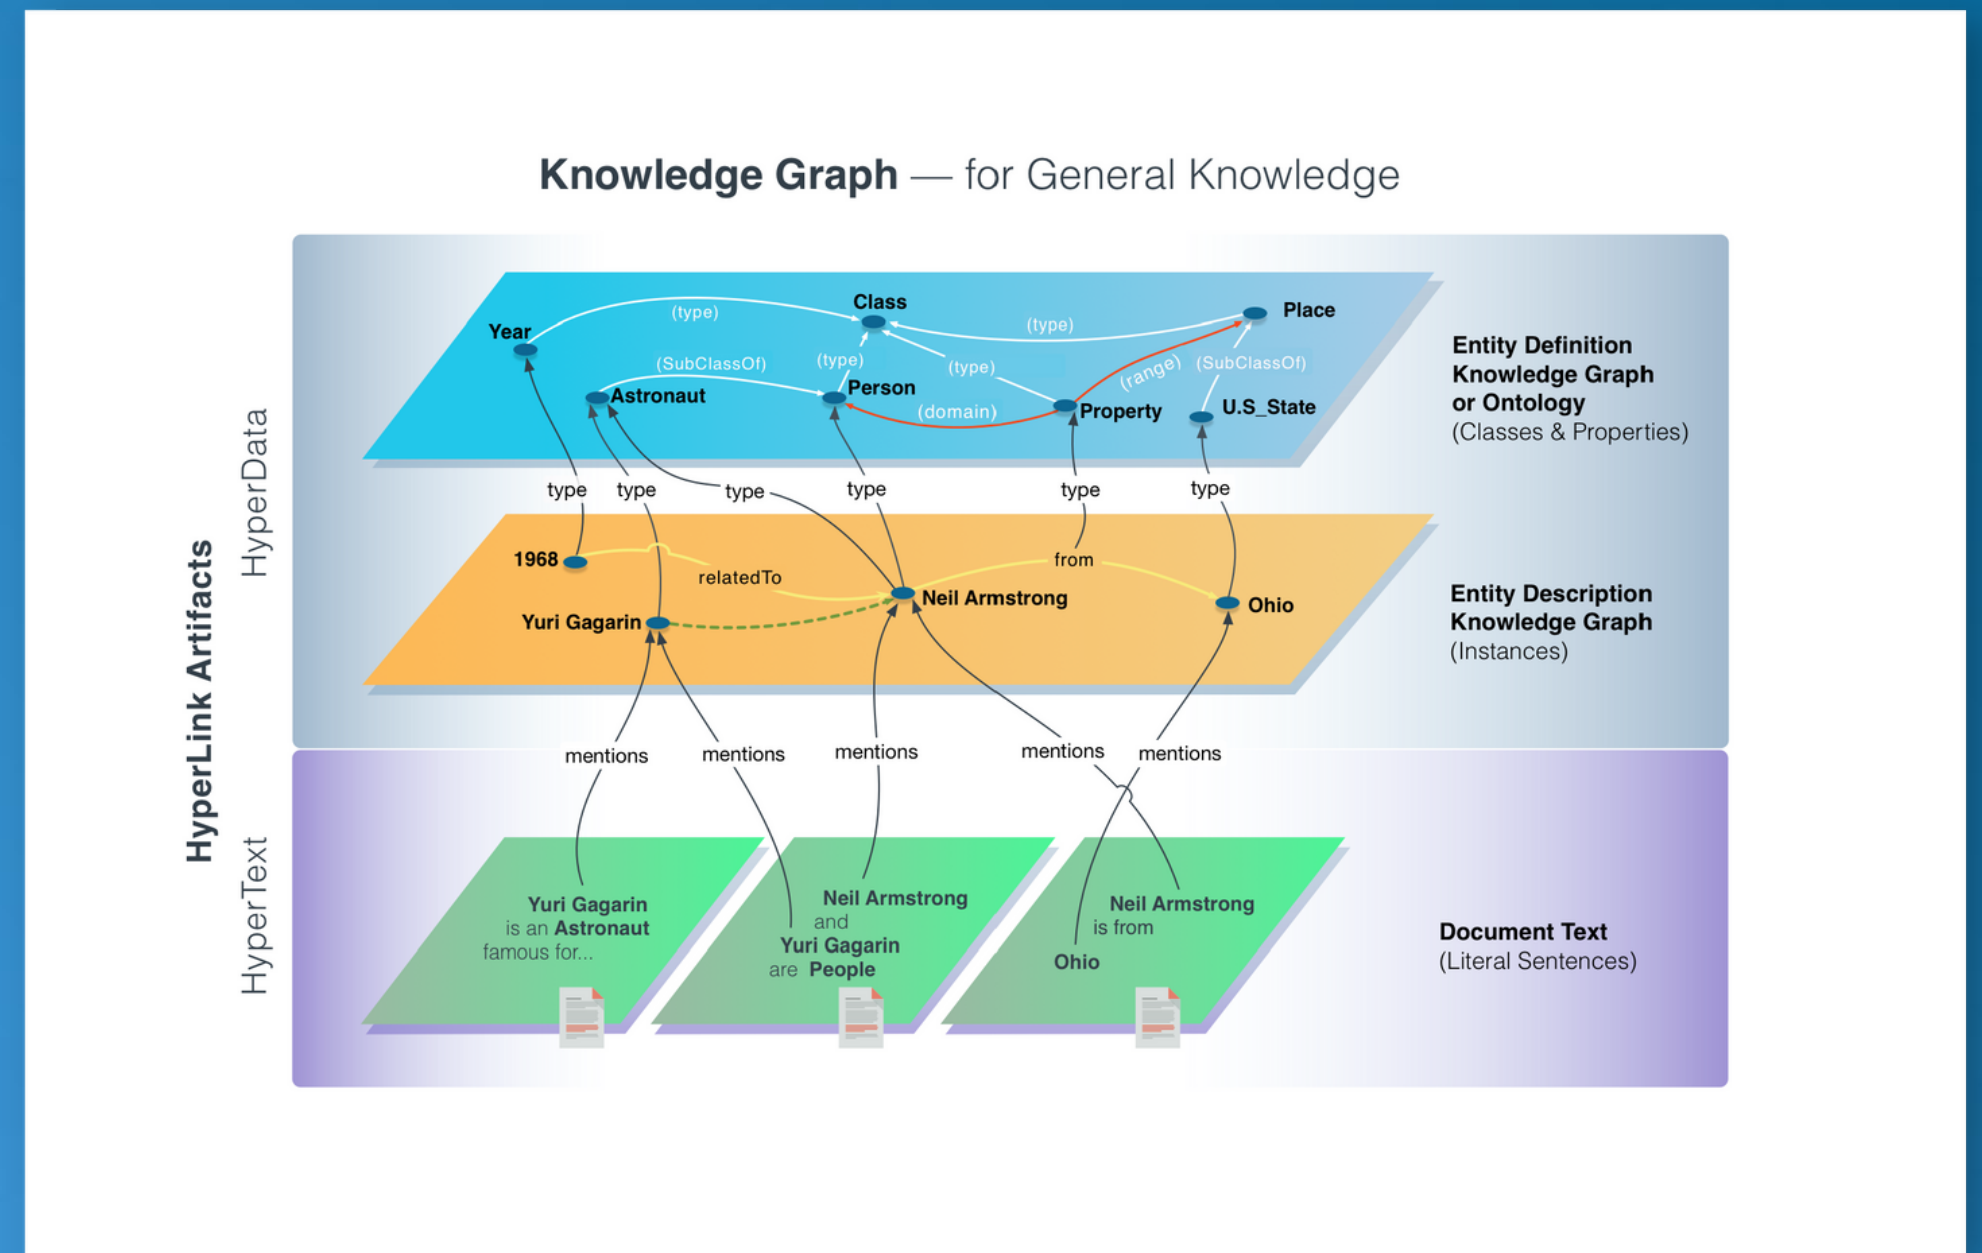 Knowledge Graph — for General Knowledge
HyperLink Artifacts
HyperData
Class
(type)
Year
(type)
Place
Entity Definition
Knowledge Graph
or Ontology
(Classes & Properties)
(SubClassOf)
(type)
(type)
(range)
(SubClassOf)
Astronaut
Person
(domain)
Property
U.S_State
type
type
type
type
type
type
1968
relatedTo
from
Neil Armstrong
Ohio
Yuri Gagarin
Entity Description
Knowledge Graph
(Instances)
mentions
mentions
mentions
mentions
mentions
HyperText
Yuri Gagarin
is an Astronaut
famous for...
Neil Armstrong
and
Yuri Gagarin
are People
Neil Armstrong
is from
Ohio
Document Text
(Literal Sentences)